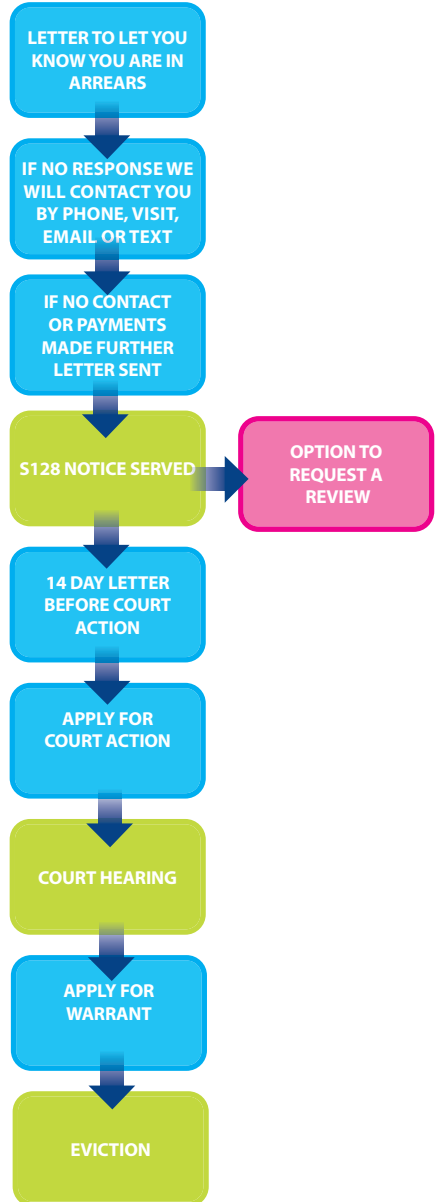 LETTER TO LET YOU
KNOW YOU ARE IN
ARREARS
IF NO RESPONSE WE
WILL CONTACT YOU
BY PHONE, VISIT,
EMAIL OR TEXT
IF NO CONTACT
OR PAYMENTS
MADE FURTHER
LETTER SENT
S128 NOTICE SERVED
OPTION TO
REQUEST A
REVIEW
14 DAY LETTER
BEFORE COURT
ACTION
APPLY FOR
COURT ACTION
COURT HEARING
APPLY FOR
WARRANT
EVICTION